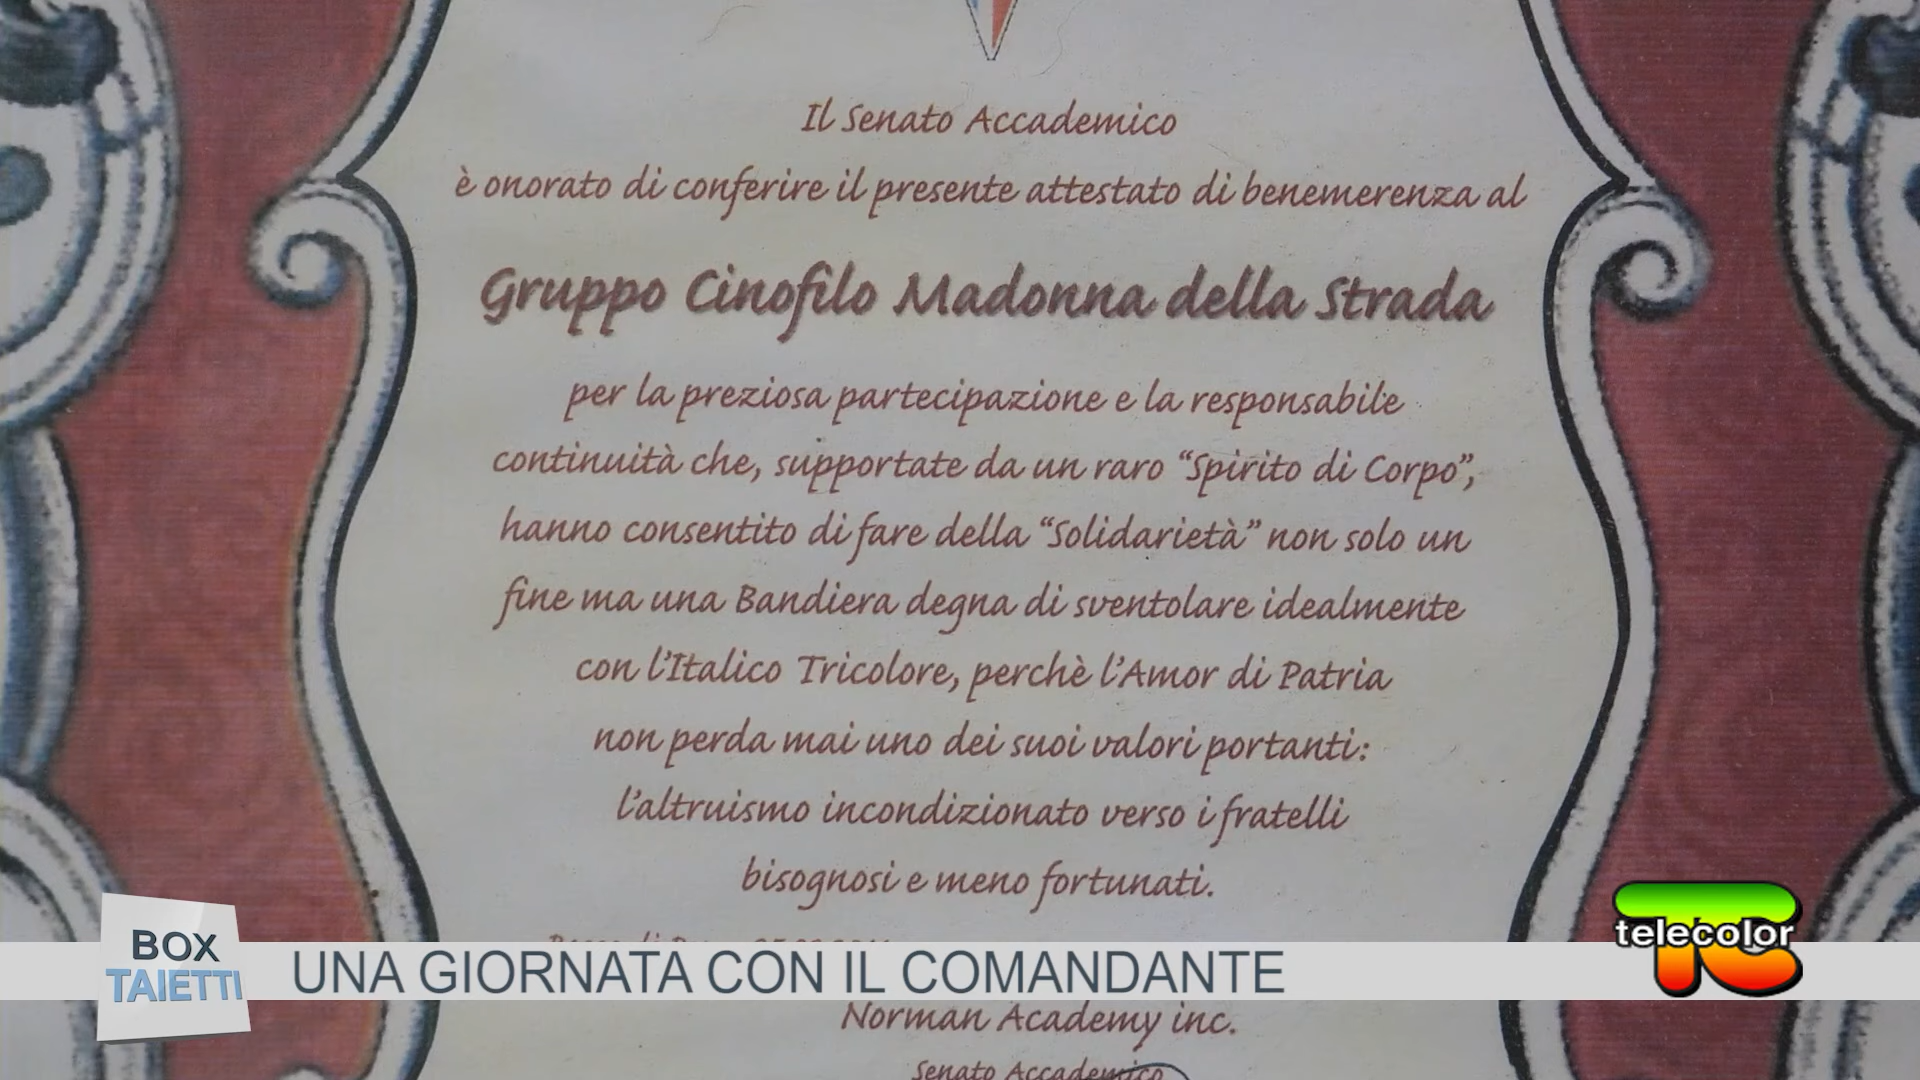 Il Senato Accademico
è onorato di conferire il presente attestato di benemerenza al
Gruppo Cinofilo Madonna della Strada
per la preziosa partecipazione e la responsabile
continuità che, supportate da un raro “Spirito di Corpo”,
hanno consentito di fare della “Solidarietà” non solo un
fine ma una Bandiera degna di sventolare idealmente
con l’Italico Tricolore, perchè l’Amor di Patria
non perda mai uno dei suoi valori portanti:
l’altruismo incondizionato verso i fratelli
bisognosi e meno fortunati.
BOX
TAIETTI
UNA GIORNATA CON IL COMANDANTE
telecolor
TC
Norman Academy inc.
Senato Accademico